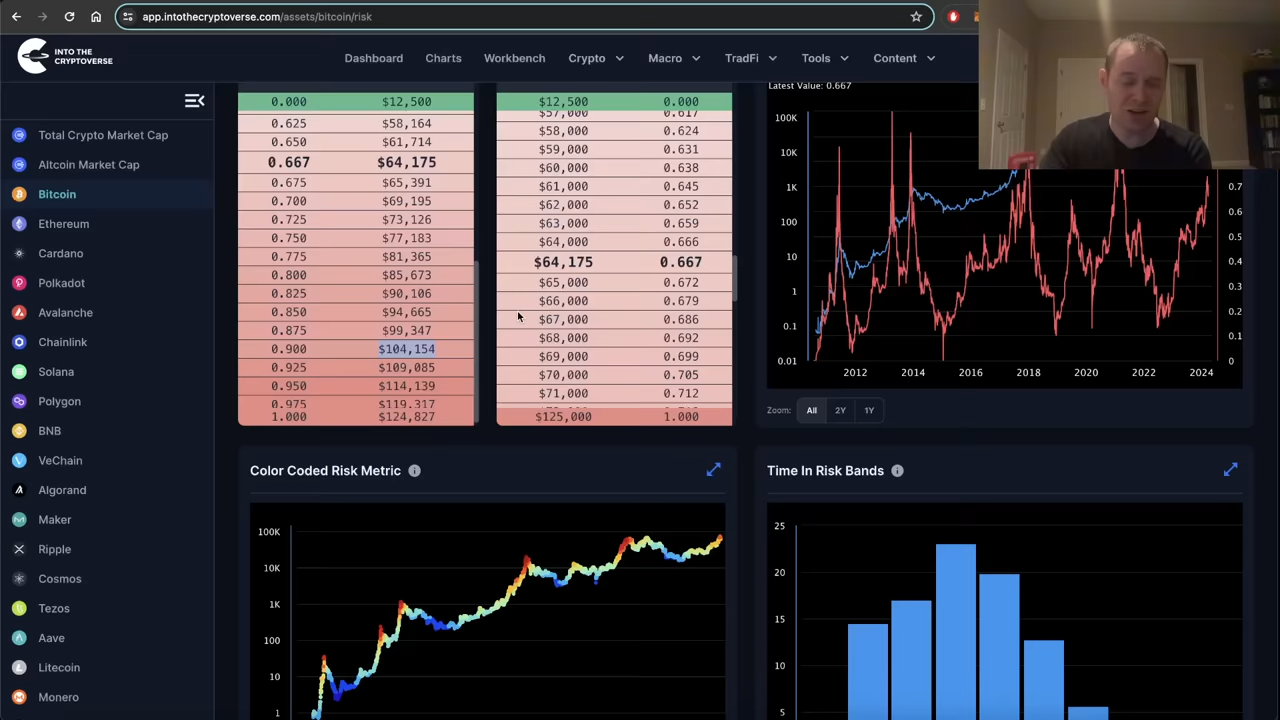 app.intothecryptoverse.com/assets/bitcoin/risk
INTO THE
CRYPTOVERSE
Dashboard
Charts
Workbench
Crypto
Macro
TradFi
Tools
Content
Total Crypto Market Cap
Altcoin Market Cap
Bitcoin
Ethereum
Cardano
Polkadot
Avalanche
Chainlink
Solana
Polygon
BNB
VeChain
Algorand
Maker
Ripple
Cosmos
Tezos
Aave
Litecoin
Monero
0.000 $12,500
0.625 $58,164
0.650 $61,714
0.667 $64,175
0.675 $65,391
0.700 $69,195
0.725 $73,126
0.750 $77,183
0.775 $81,365
0.800 $85,673
0.825 $90,106
0.850 $94,665
0.875 $99,347
0.900 $104,154
0.925 $109,085
0.950 $114,139
0.975 $119,317
1.000 $124,827
$12,500 0.000
$57,000 0.617
$58,000 0.624
$59,000 0.631
$60,000 0.638
$61,000 0.645
$62,000 0.652
$63,000 0.659
$64,000 0.666
$64,175 0.667
$65,000 0.672
$66,000 0.679
$67,000 0.686
$68,000 0.692
$69,000 0.699
$70,000 0.705
$71,000 0.712
$125,000 1.000
Latest Value: 0.667
100K
10K
1K
100
10
1
0.1
0.01
0.7
0.6
0.5
0.4
0.3
0.2
0.1
0
2012 2014 2016 2018 2020 2022 2024
Zoom: All 2Y 1Y
Color Coded Risk Metric
100K
10K
1K
100
10
1
Time In Risk Bands
25
20
15
10
5